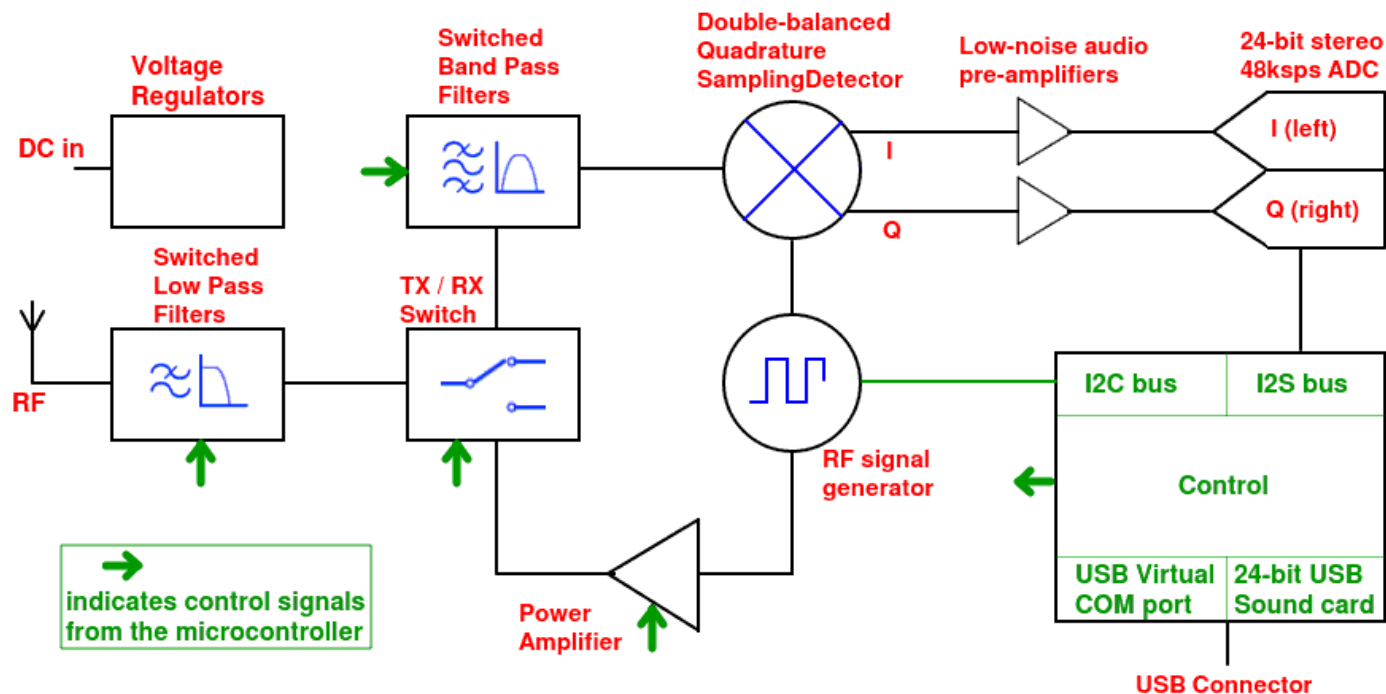 Voltage
Regulators
DC in
Switched
Band Pass
Filters
Double-balanced
Quadrature
SamplingDetector
I
Q
Low-noise audio
pre-amplifiers
24-bit stereo
48ksps ADC
I (left)
Q (right)
Switched
Low Pass
Filters
RF
TX / RX
Switch
RF signal
generator
Power
Amplifier
I2C bus
I2S bus
Control
USB Virtual
COM port
24-bit USB
Sound card
USB Connector
indicates control signals
from the microcontroller